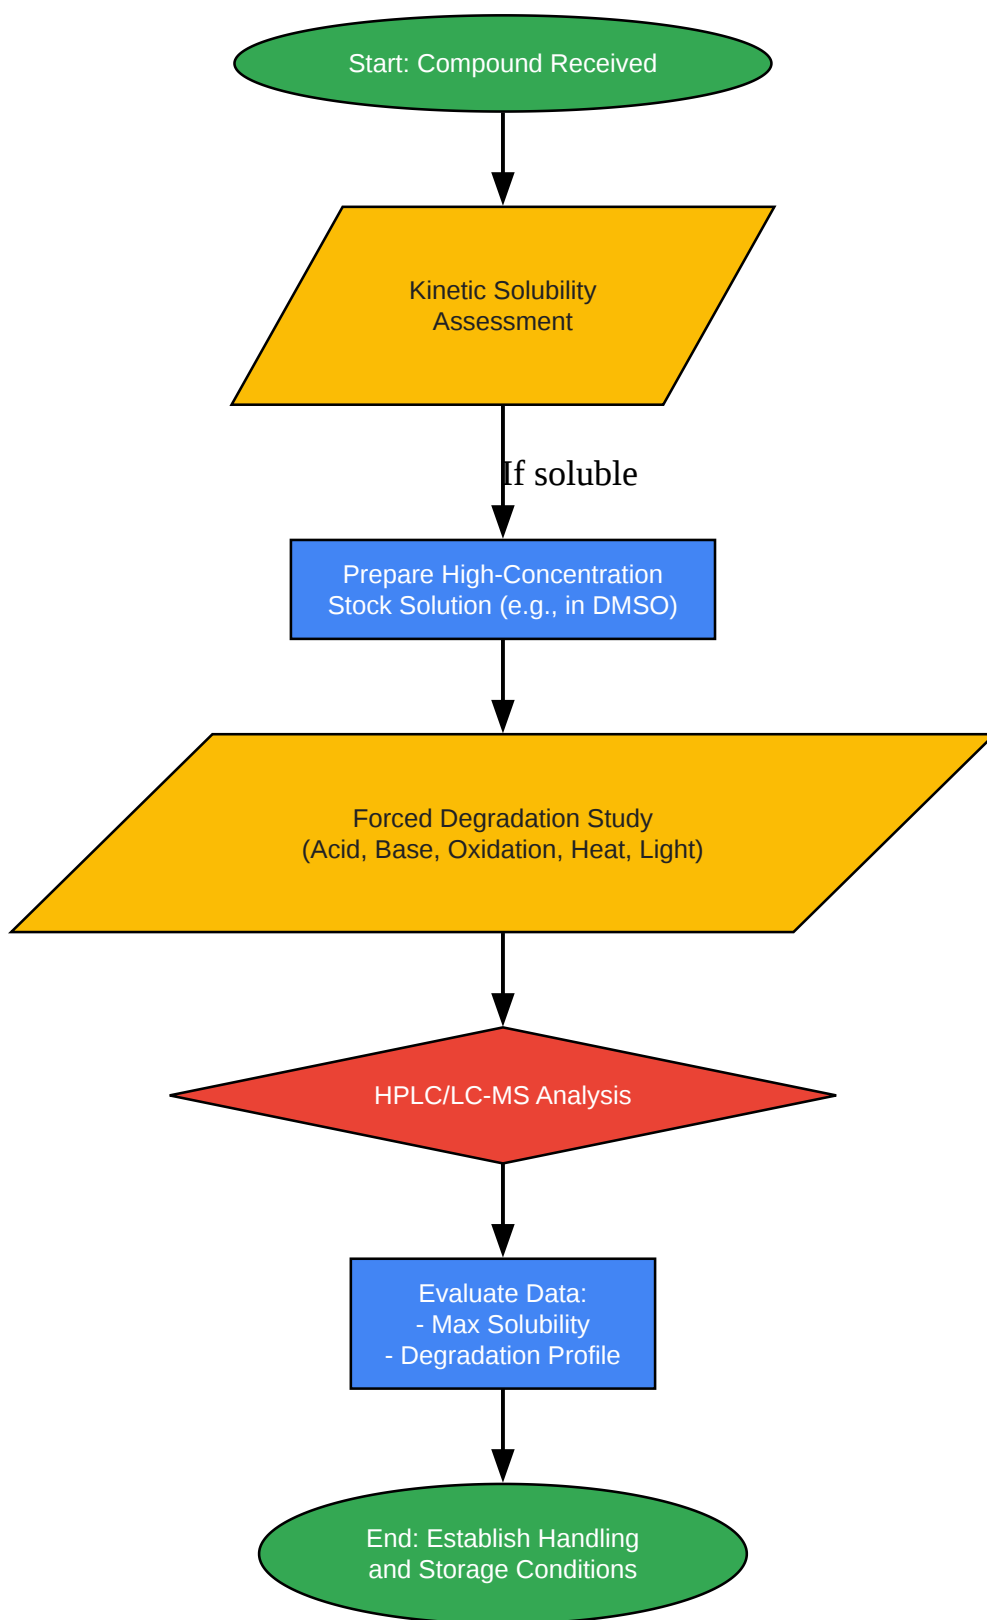 Start: Compound Received
Kinetic Solubility
Assessment
If soluble
Prepare High-Concentration
Stock Solution (e.g., in DMSO)
Forced Degradation Study
(Acid, Base, Oxidation, Heat, Light)
HPLC/LC-MS Analysis
Evaluate Data:
- Max Solubility
- Degradation Profile
End: Establish Handling
and Storage Conditions